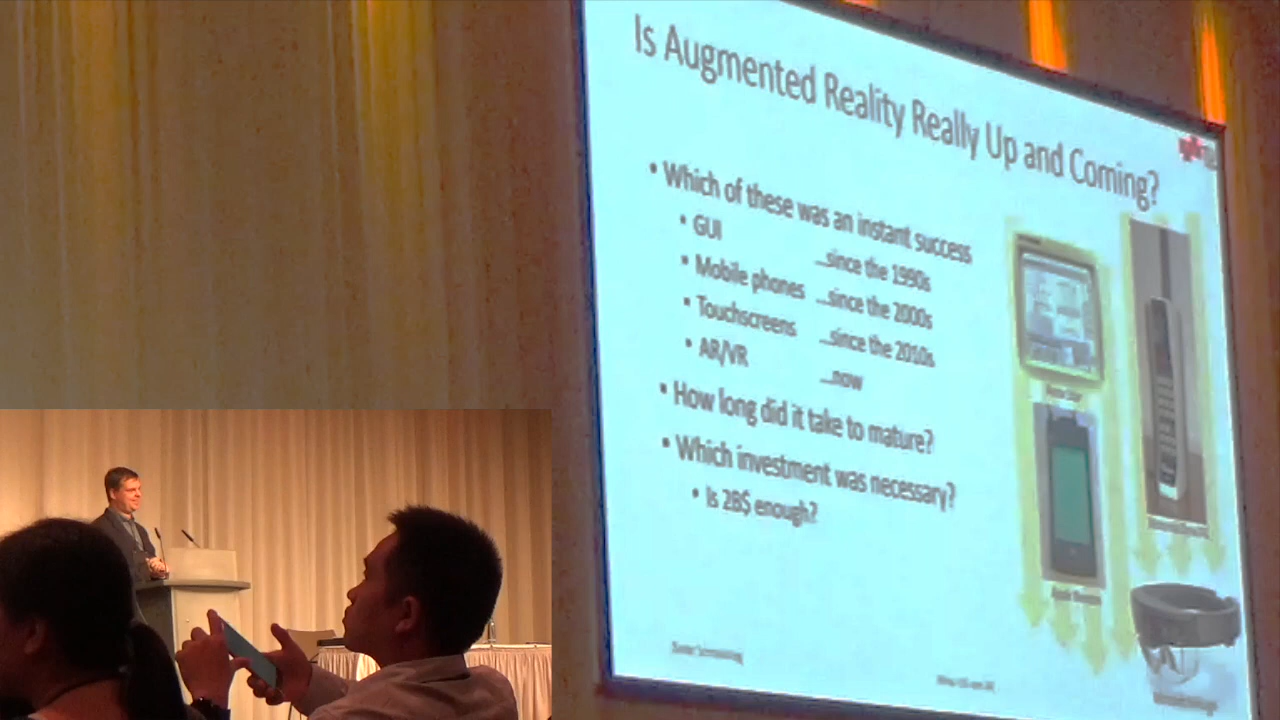 Is Augmented Reality Really Up and Coming?
• Which of these was an instant success
• GUI ...since the 1990s
• Mobile phones ...since the 2000s
• Touchscreens ...since the 2010s
• AR/VR ...now
• How long did it take to mature?
• Which investment was necessary?
• Is 2B$ enough?